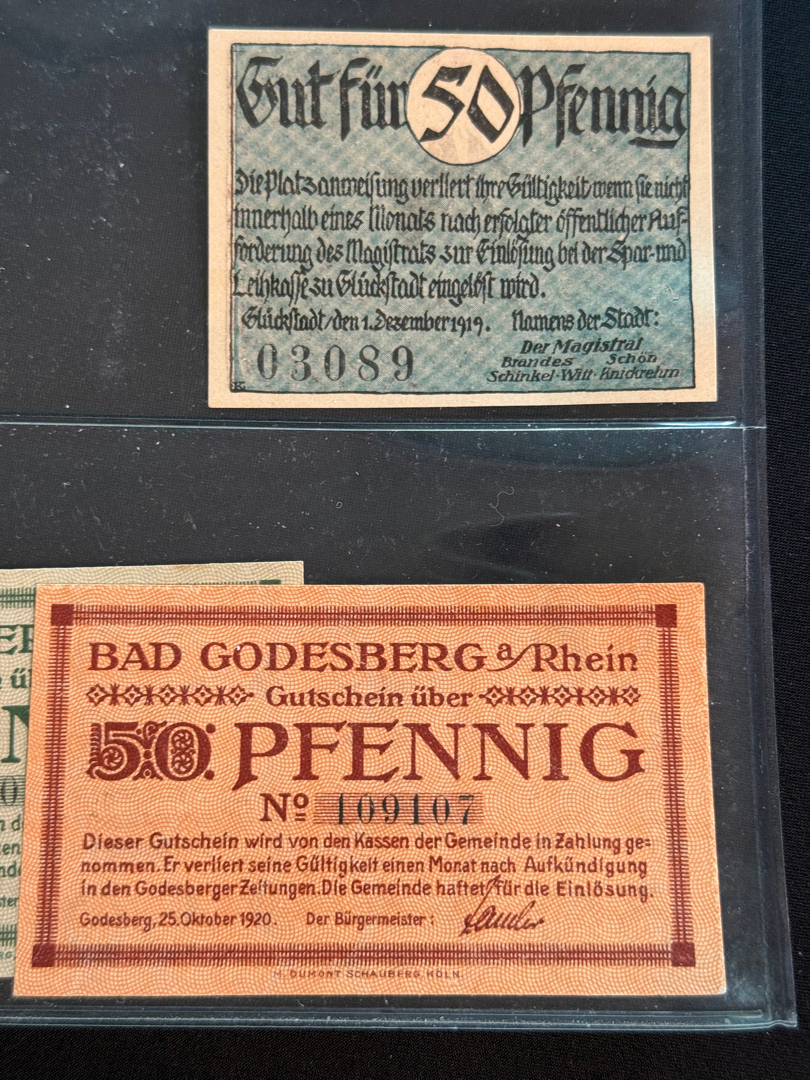 Gut für 50 Pfennig
Die Platzanweisung verliert ihre Gültigkeit wenn sie nicht
innerhalb eines Monats nach erfolgter öffentlicher Auf-
forderung des Magistrats zur Einlösung bei der Spar- und
Leihkasse zu Glückstadt eingelöst wird.
Glückstadt, den 1. Dezember 1919. Namens der Stadt:
03089
Der Magistrat
Brandes Schön
Schinkel · Witt · Knickrehm
BAD GODESBERG a/Rhein
Gutschein über
50 PFENNIG
No 109107
Dieser Gutschein wird von den Kassen der Gemeinde in Zahlung ge=
nommen. Er verliert seine Gültigkeit einen Monat nach Aufkündigung
in den Godesberger Zeitungen. Die Gemeinde haftet für die Einlösung.
Godesberg, 25. Oktober 1920. Der Bürgermeister:
M. DUMONT SCHAUBERG, KÖLN.